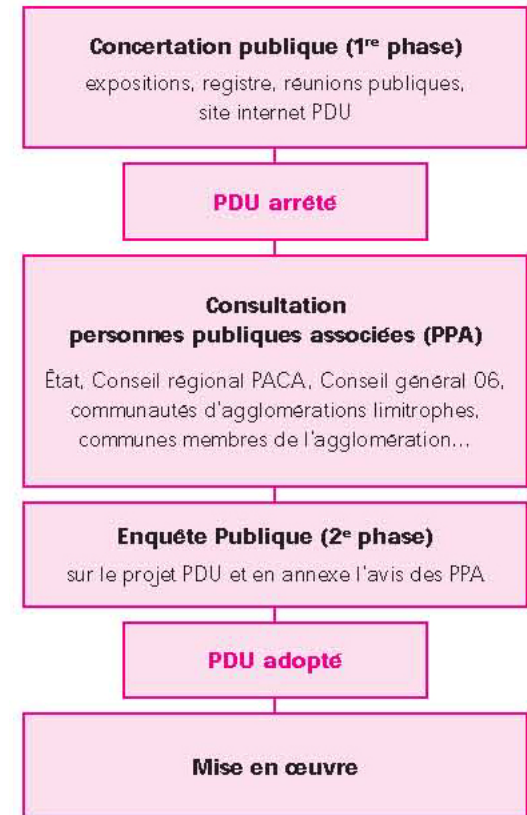 Concertation publique (1re phase)
expositions, registre, réunions publiques,
site internet PDU
PDU arrêté
Consultation
personnes publiques associées (PPA)
État, Conseil régional PACA, Conseil général 06,
communautés d'agglomérations limitrophes,
communes membres de l'agglomération...
Enquête Publique (2e phase)
sur le projet PDU et en annexe l'avis des PPA
PDU adopté
Mise en œuvre